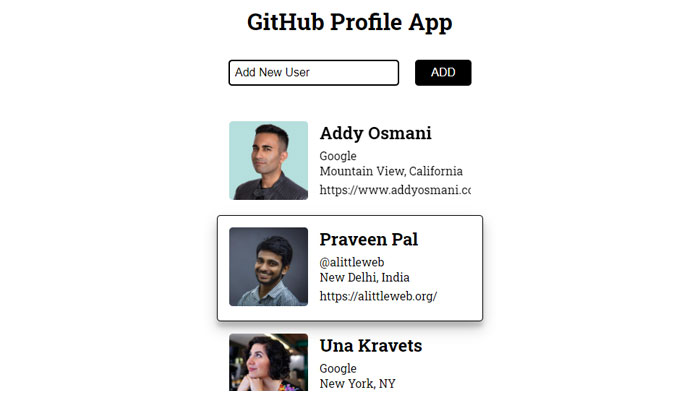 GitHub Profile App
Add New User
ADD
Addy Osmani
Google
Mountain View, California
https://www.addyosmani.cc
Praveen Pal
@alittleweb
New Delhi, India
https://alittleweb.org/
Una Kravets
Google
New York, NY